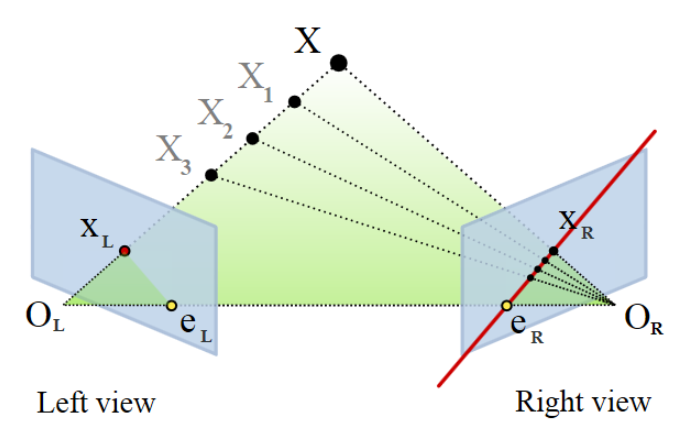 X
X1
X2
X3
xL
xR
OL
eL
eR
OR
Left view
Right view